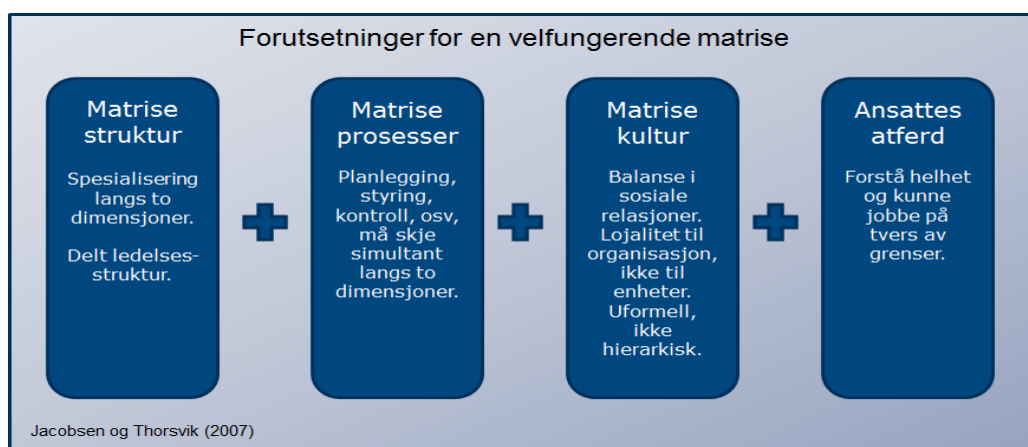 Forutsetninger for en velfungerende matrise
Matrise
struktur
Spesialisering
langs to
dimensjoner.
Delt ledelses-
struktur.
Matrise
prosesser
Planlegging,
styring,
kontroll, osv,
må skje
simultant
langs to
dimensjoner.
Matrise
kultur
Balanse i
sosiale
relasjoner.
Lojalitet til
organisasjon,
ikke til
enheter.
Uformell,
ikke
hierarkisk.
Ansattes
atferd
Forstå helhet
og kunne
jobbe på
tvers av
grenser.
Jacobsen og Thorsvik (2007)